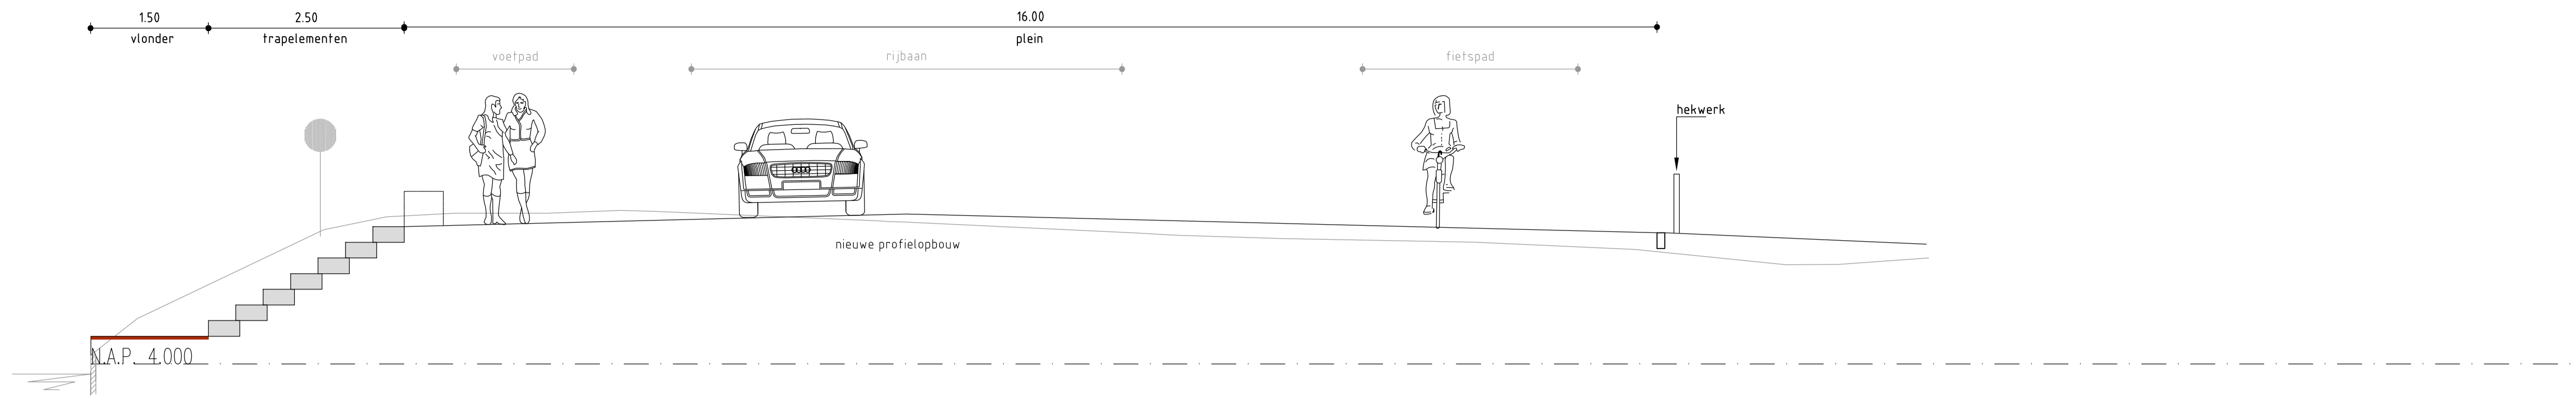 1.50 2.50 16.00
vlonder trapelementen plein
voetpad rijbaan fietspad
hekwerk
nieuwe profielopbouw
N.A.P. 4.000